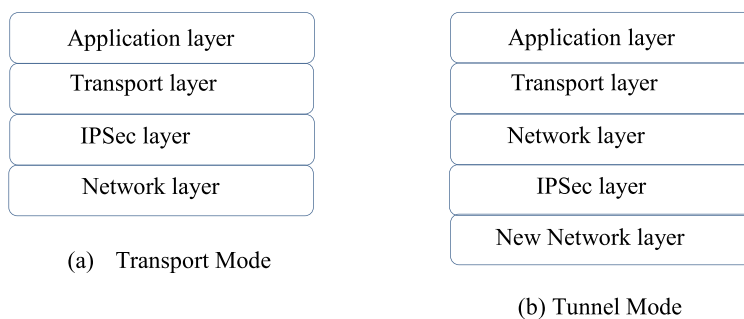 Application layer
Transport layer
IPSec layer
Network layer
(a) Transport Mode
Application layer
Transport layer
Network layer
IPSec layer
New Network layer
(b) Tunnel Mode